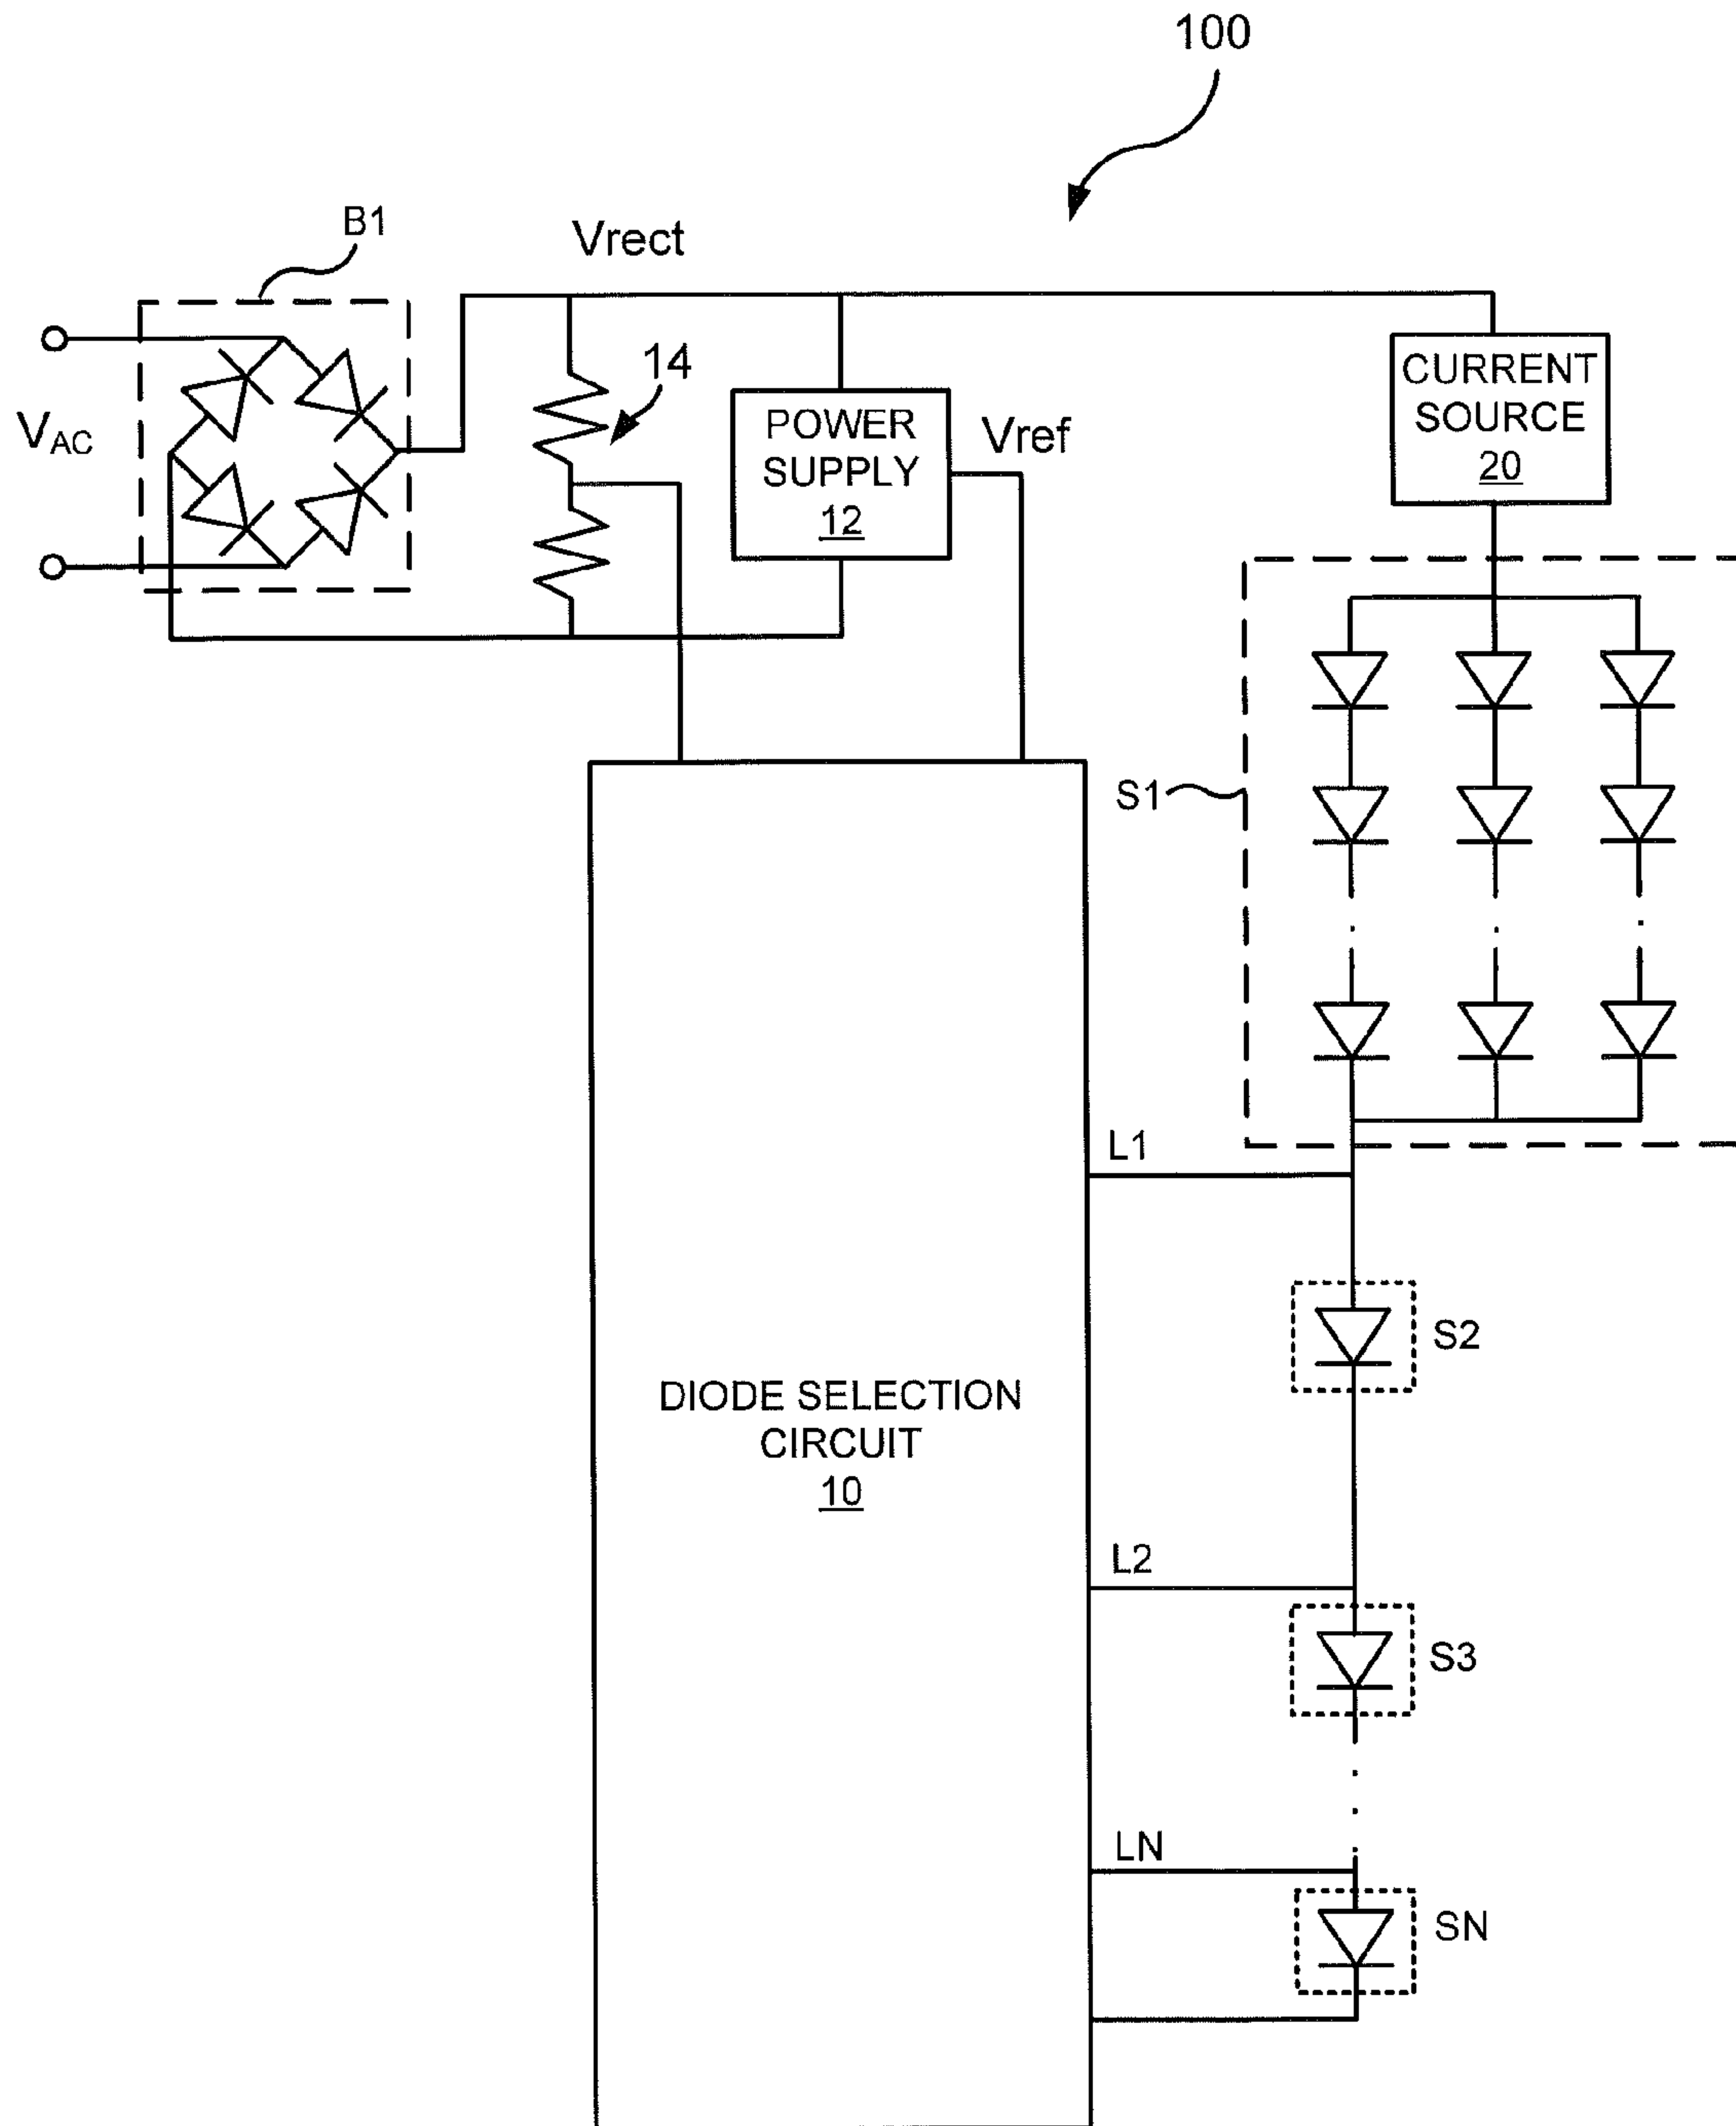 100
B1
Vrect
14
VAC
POWER
SUPPLY
12
Vref
CURRENT
SOURCE
20
S1
L1
S2
DIODE SELECTION
CIRCUIT
10
L2
S3
LN
SN